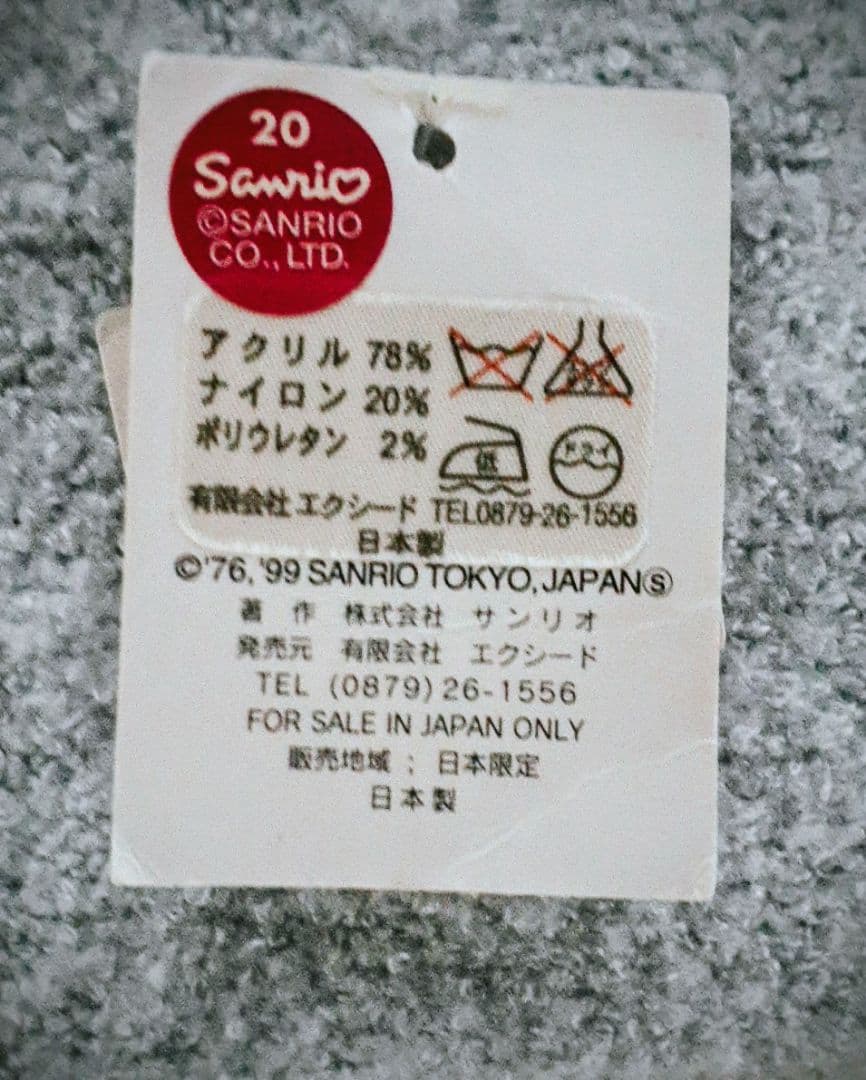 20
Sanrio
©SANRIO
CO., LTD.
アクリル 78%
ナイロン 20%
ポリウレタン 2%
低
ドライ
有限会社 エクシード TEL0879-26-1556
日本製
©'76, '99 SANRIO TOKYO, JAPAN Ⓢ
著 作 株式会社 サンリオ
発売元 有限会社 エクシード
TEL (0879) 26-1556
FOR SALE IN JAPAN ONLY
販売地域 ; 日本限定
日本製